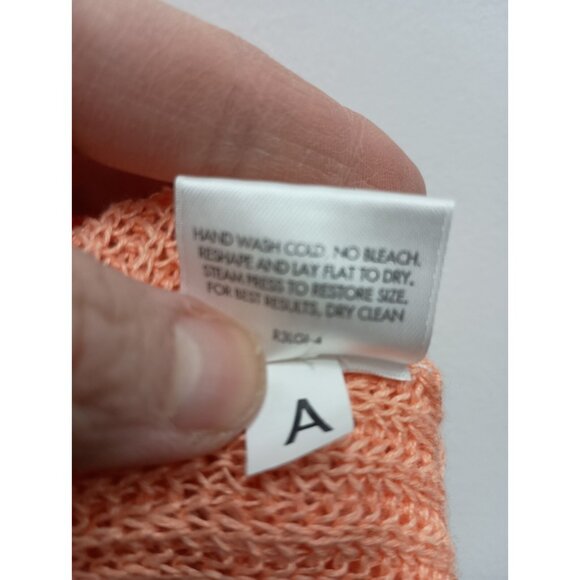 HAND WASH COLD. NO BLEACH.
RESHAPE AND LAY FLAT TO DRY.
STEAM PRESS TO RESTORE SIZE.
FOR BEST RESULTS, DRY CLEAN
A